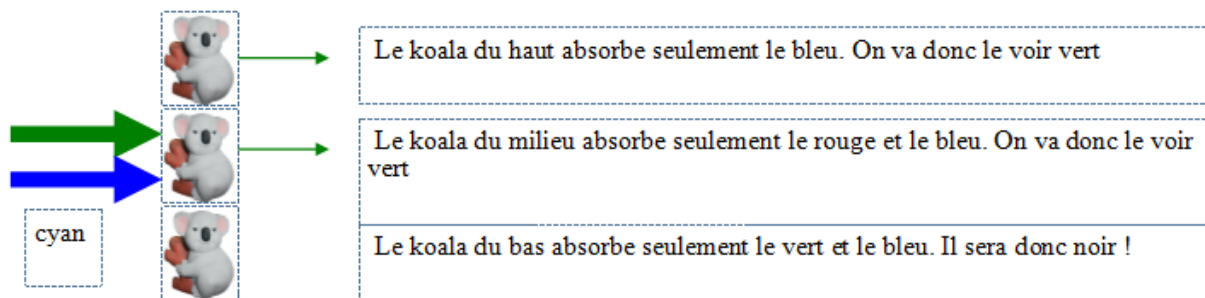 Le koala du haut absorbe seulement le bleu. On va donc le voir vert
Le koala du milieu absorbe seulement le rouge et le bleu. On va donc le voir
vert
cyan
Le koala du bas absorbe seulement le vert et le bleu. Il sera donc noir !